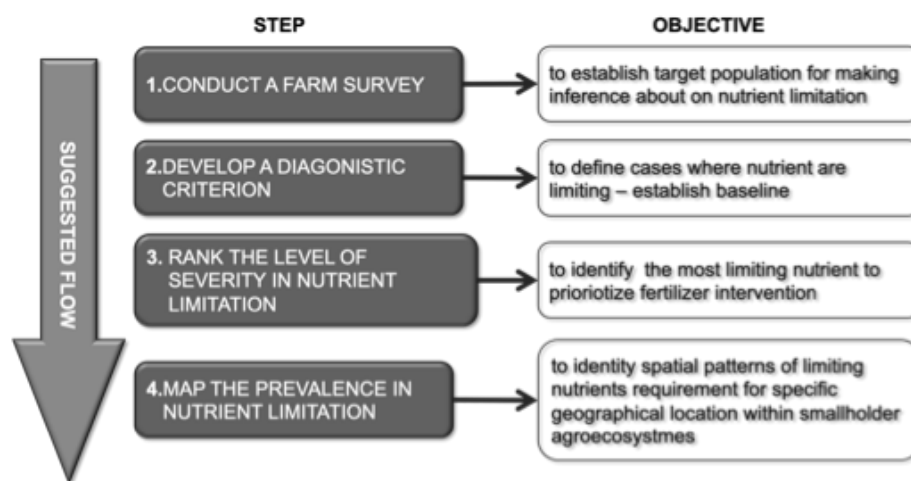 STEP
OBJECTIVE
SUGGESTED FLOW
1.CONDUCT A FARM SURVEY
to establish target population for making
inference about on nutrient limitation
2.DEVELOP A DIAGONISTIC
CRITERION
to define cases where nutrient are
limiting – establish baseline
3. RANK THE LEVEL OF
SEVERITY IN NUTRIENT
LIMITATION
to identify the most limiting nutrient to
prioriotize fertilizer intervention
4.MAP THE PREVALENCE IN
NUTRIENT LIMITATION
to identity spatial patterns of limiting
nutrients requirement for specific
geographical location within smallholder
agroecosystmes